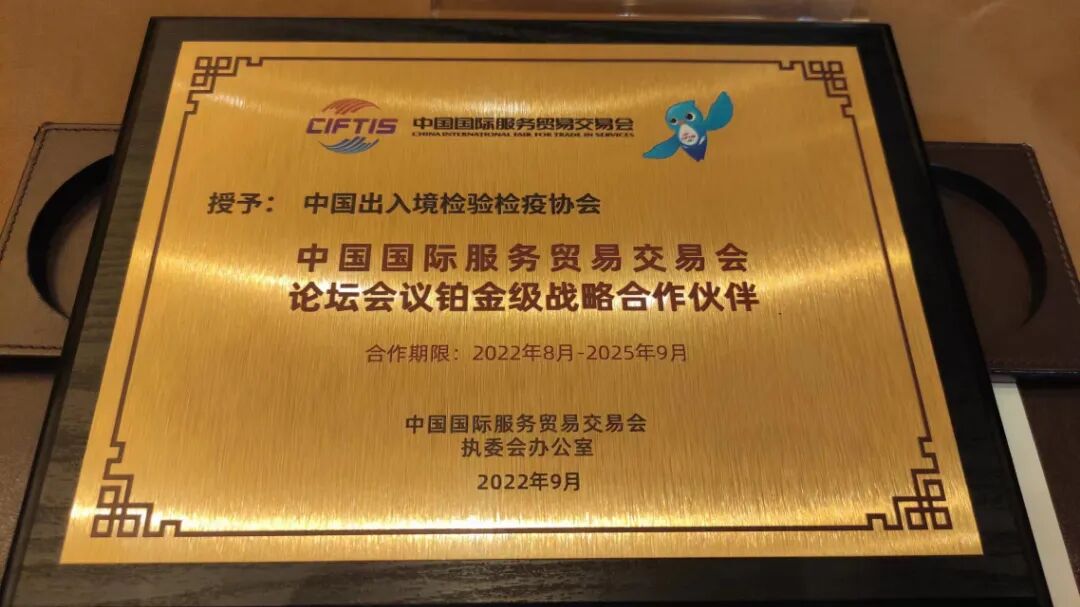 CIFTIS
中国国际服务贸易交易会
CHINA INTERNATIONAL FAIR FOR TRADE IN SERVICES
授予： 中国出入境检验检疫协会
中国国际服务贸易交易会
论坛会议铂金级战略合作伙伴
合作期限：2022年8月-2025年9月
中国国际服务贸易交易会
执委会办公室
2022年9月